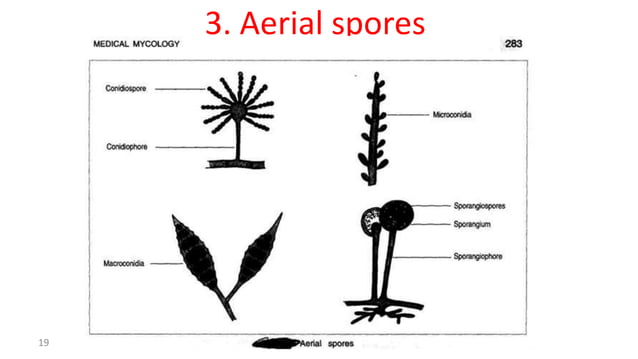 3. Aerial spores
MEDICAL MYCOLOGY
283
Conidiospore
Conidiophore
Microconidia
Macroconidia
Sporangiospores
Sporangium
Sporangiophore
19
Aerial spores